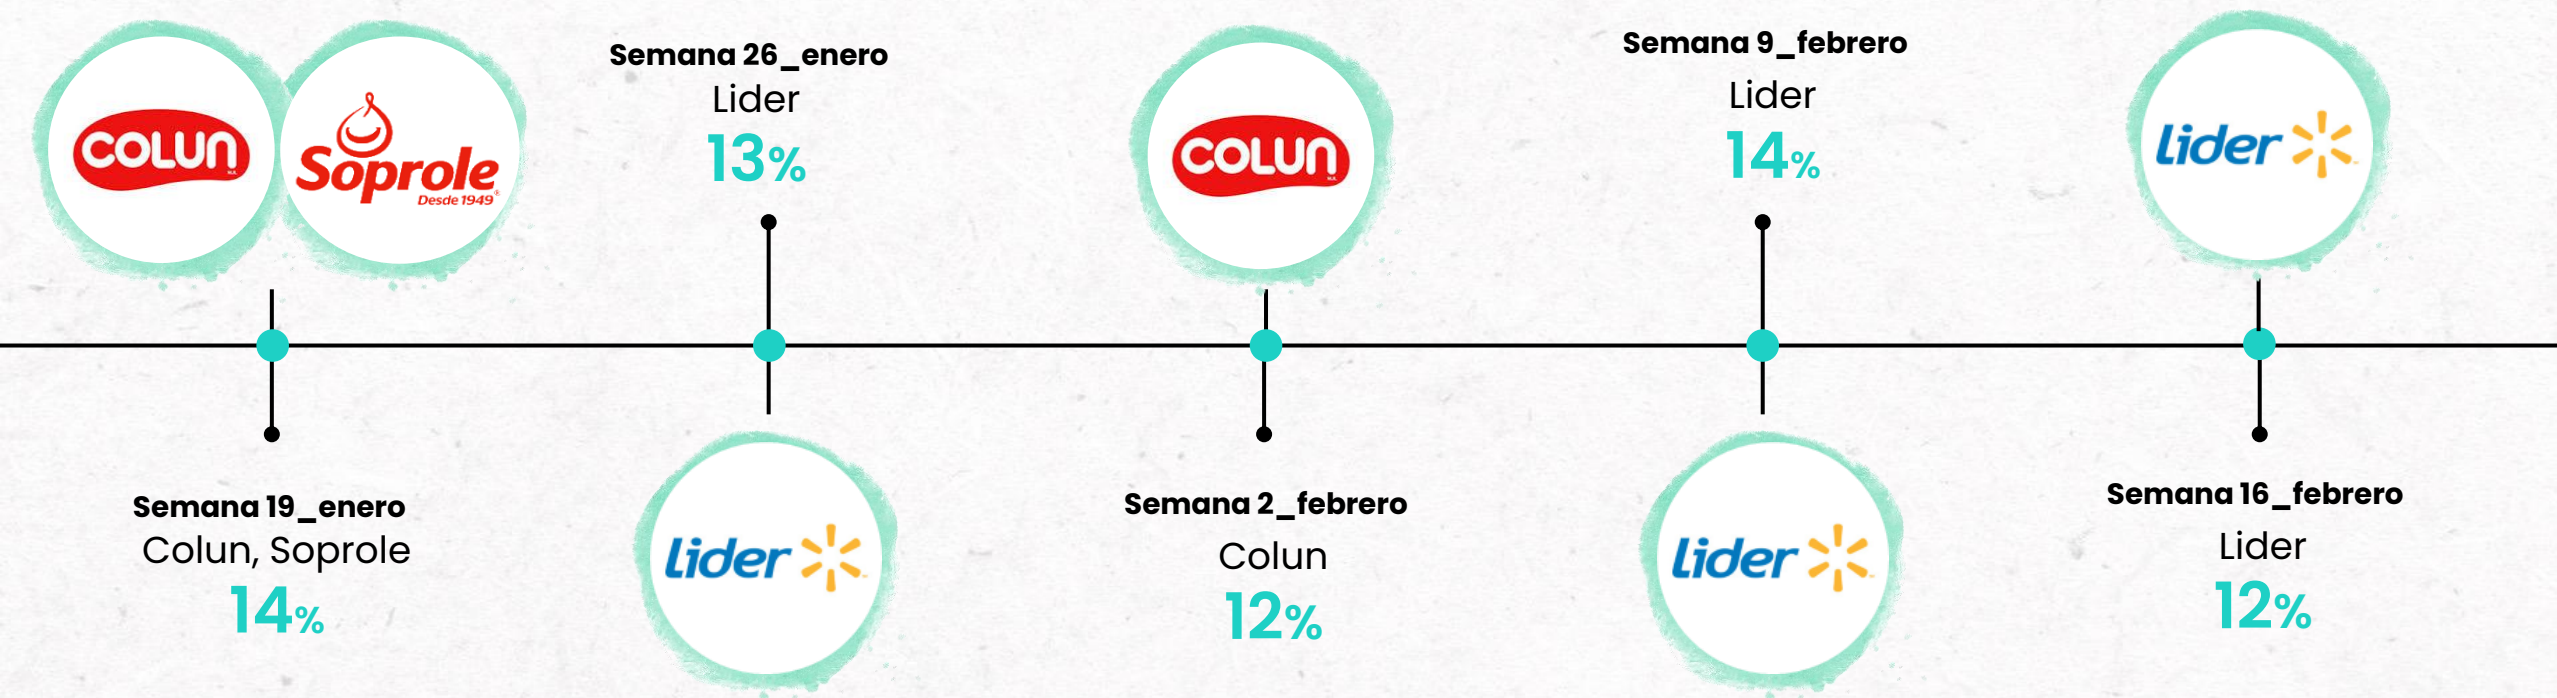 COLUN
Soprole
Desde 1949
Semana 19_enero
Colun, Soprole
14%
Semana 26_enero
Lider
13%
Lider
COLUN
Semana 2_febrero
Colun
12%
Semana 9_febrero
Lider
14%
Lider
Lider
Semana 16_febrero
Lider
12%